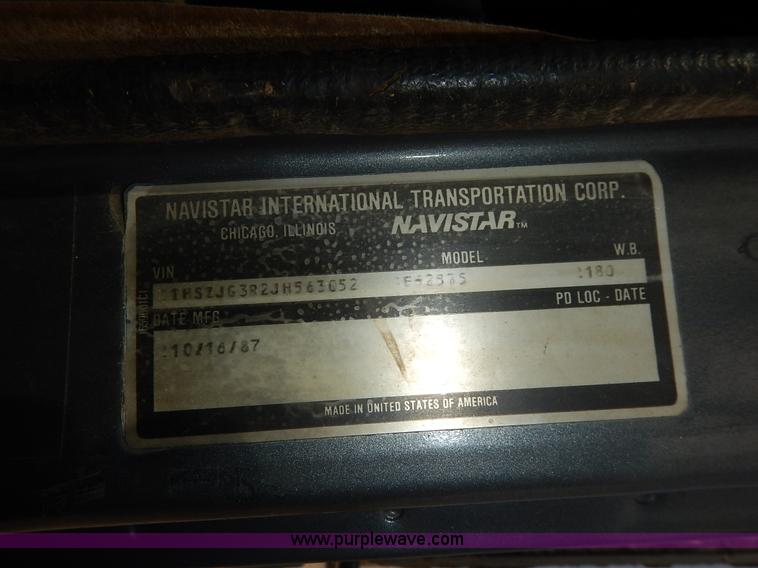 NAVISTAR INTERNATIONAL TRANSPORTATION CORP.
CHICAGO, ILLINOIS NAVISTAR™
VIN MODEL W.B.
1HSZJG3R2JH563052 180
DATE MFG PD LOC - DATE
10/16/87
MADE IN UNITED STATES OF AMERICA
www.purplewave.com